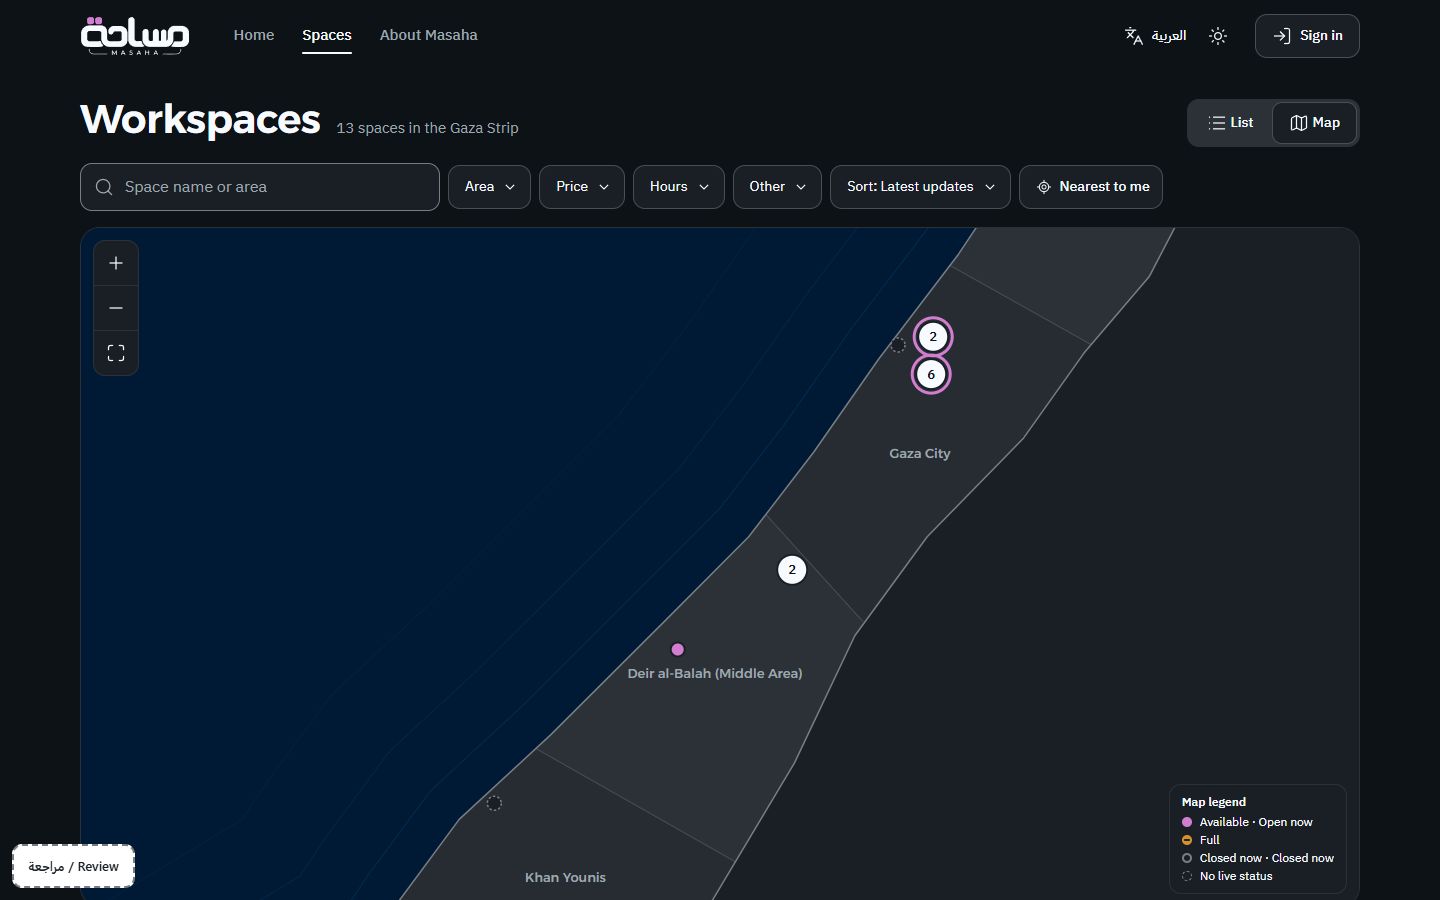 مساحة
MASAHA
Home
Spaces
About Masaha
العربية
Sign in
Workspaces
13 spaces in the Gaza Strip
List
Map
Space name or area
Area
Price
Hours
Other
Sort: Latest updates
Nearest to me
2
6
Gaza City
2
Deir al-Balah (Middle Area)
Khan Younis
Map legend
Available · Open now
Full
Closed now · Closed now
No live status
مراجعة / Review